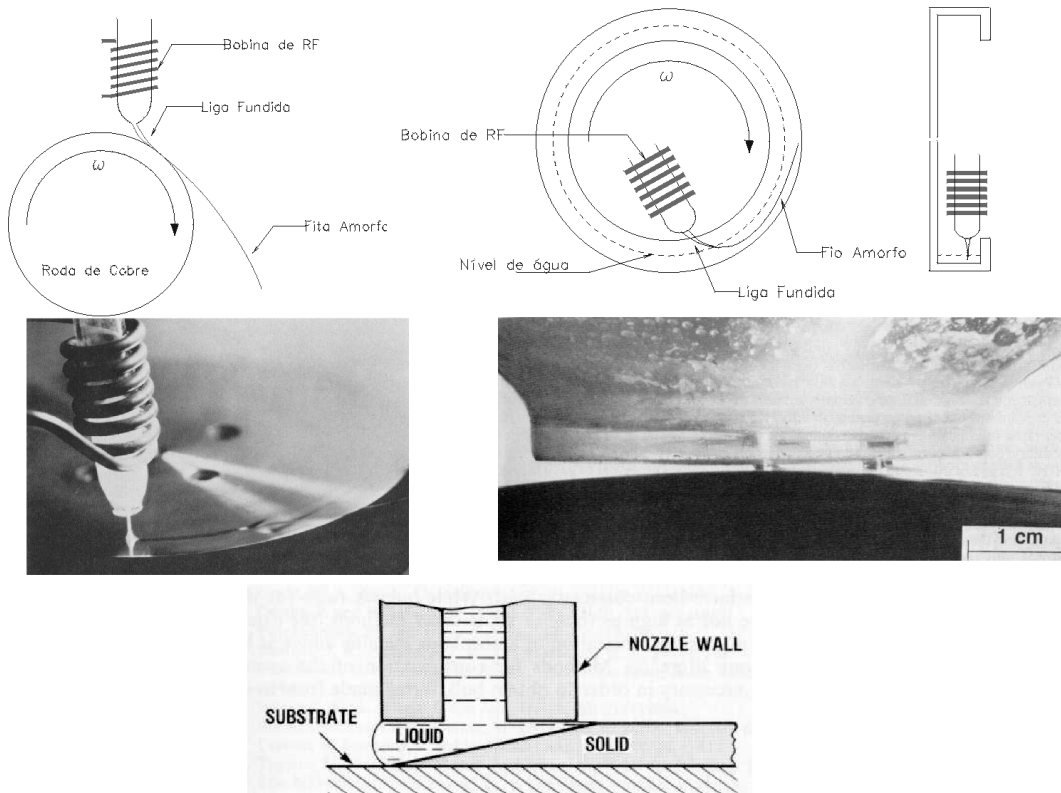 Bobina de RF
Liga Fundida
ω
Fita Amorfa
Roda de Cobre
ω
Bobina de RF
Nível de água
Fio Amorfo
Liga Fundida
1 cm
NOZZLE WALL
SUBSTRATE
LIQUID
SOLID